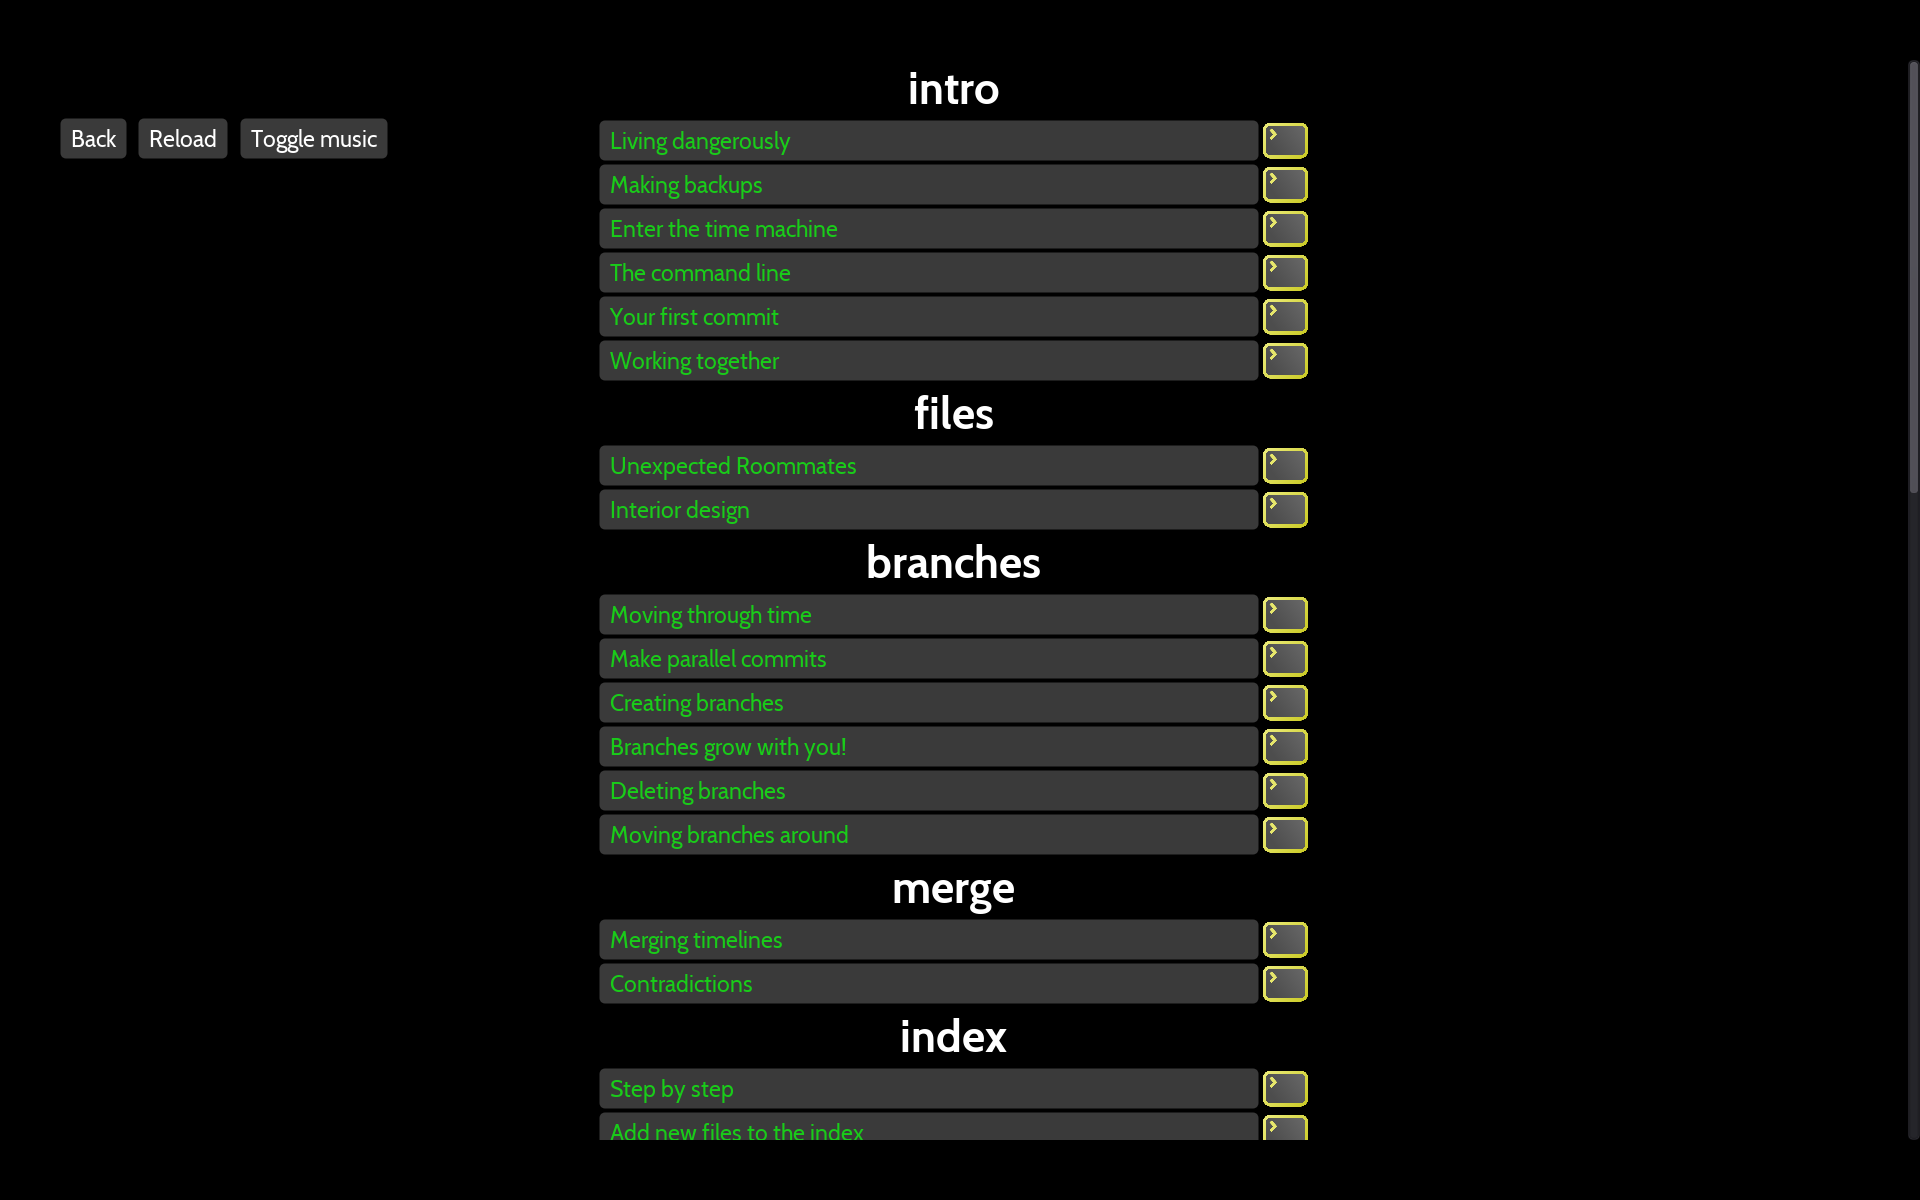 intro
Back Reload Toggle music
Living dangerously
Making backups
Enter the time machine
The command line
Your first commit
Working together
files
Unexpected Roommates
Interior design
branches
Moving through time
Make parallel commits
Creating branches
Branches grow with you!
Deleting branches
Moving branches around
merge
Merging timelines
Contradictions
index
Step by step
Add new files to the index